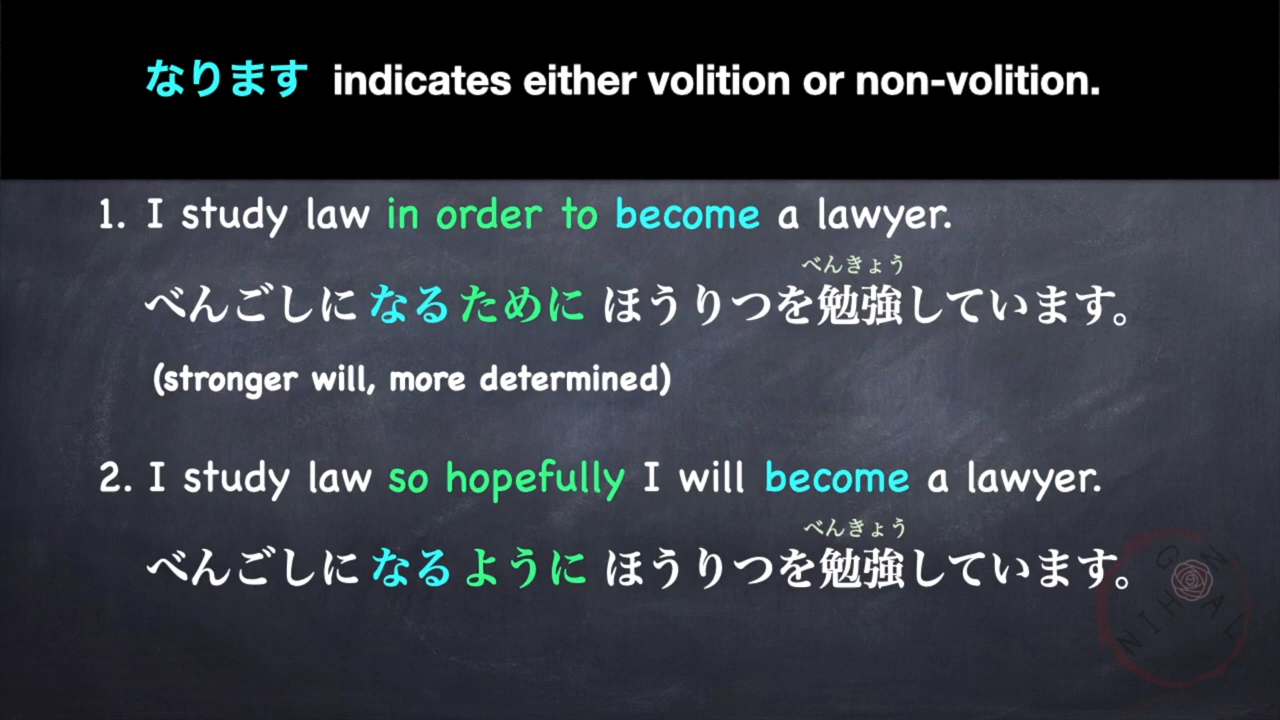 なります indicates either volition or non-volition.
1. I study law in order to become a lawyer.
べんきょう
べんごしに なるために ほうりつを勉強しています。
(stronger will, more determined)
2. I study law so hopefully I will become a lawyer.
べんきょう
べんごしに なるように ほうりつを勉強しています。
NIHONGOAL